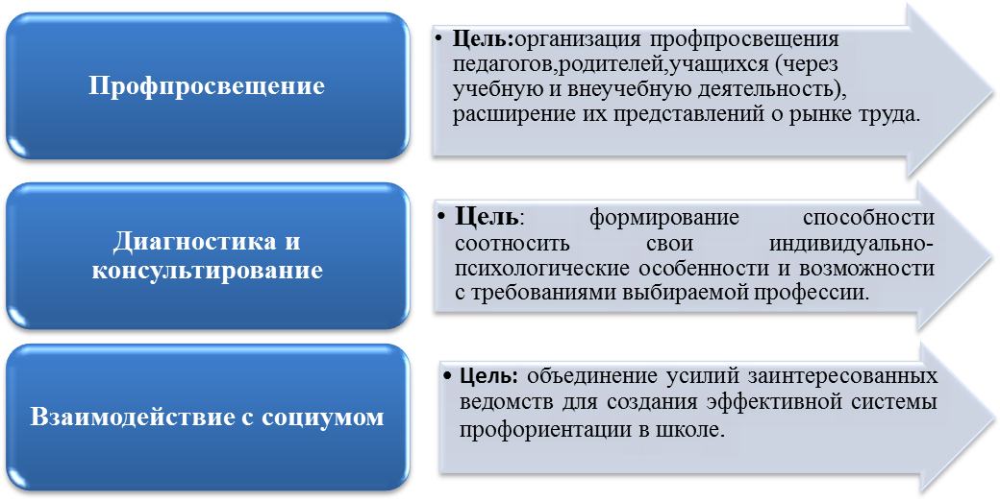 Профпросвещение
• Цель:организация профпросвещения
педагогов,родителей,учащихся (через
учебную и внеучебную деятельность),
расширение их представлений о рынке труда.
Диагностика и
консультирование
• Цель: формирование способности
соотносить свои индивидуально-
психологические особенности и возможности
с требованиями выбираемой профессии.
Взаимодействие с социумом
• Цель: объединение усилий заинтересованных
ведомств для создания эффективной системы
профориентации в школе.